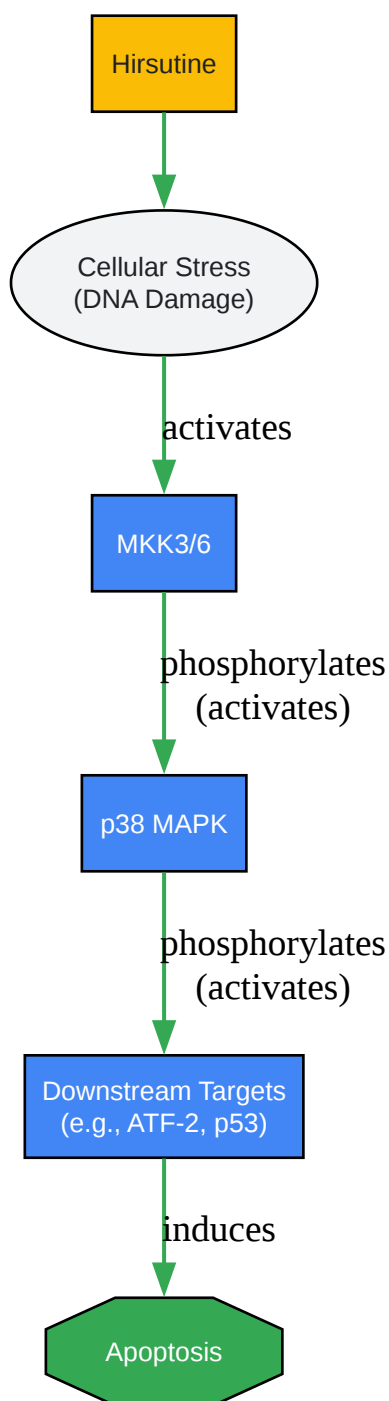 Hirsutine
Cellular Stress
(DNA Damage)
activates
MKK3/6
phosphorylates
(activates)
p38 MAPK
phosphorylates
(activates)
Downstream Targets
(e.g., ATF-2, p53)
induces
Apoptosis